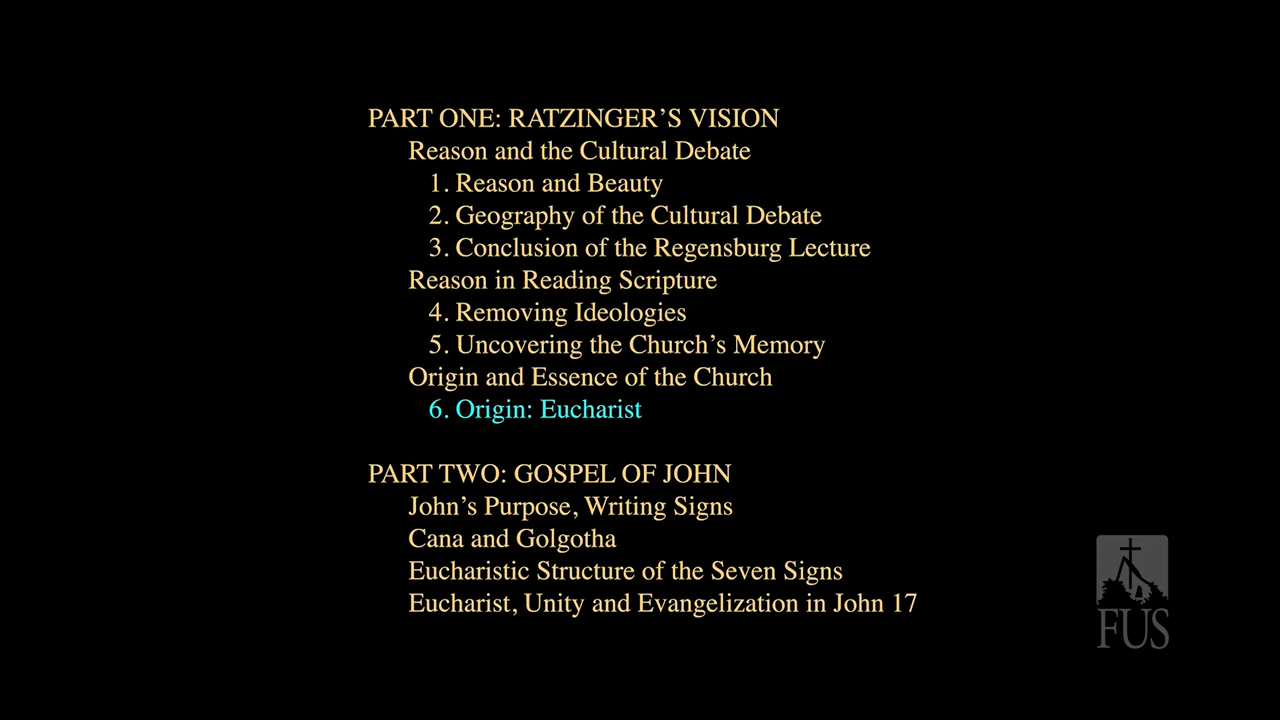 PART ONE: RATZINGER’S VISION
Reason and the Cultural Debate
1. Reason and Beauty
2. Geography of the Cultural Debate
3. Conclusion of the Regensburg Lecture
Reason in Reading Scripture
4. Removing Ideologies
5. Uncovering the Church’s Memory
Origin and Essence of the Church
6. Origin: Eucharist
PART TWO: GOSPEL OF JOHN
John’s Purpose, Writing Signs
Cana and Golgotha
Eucharistic Structure of the Seven Signs
Eucharist, Unity and Evangelization in John 17
FUS